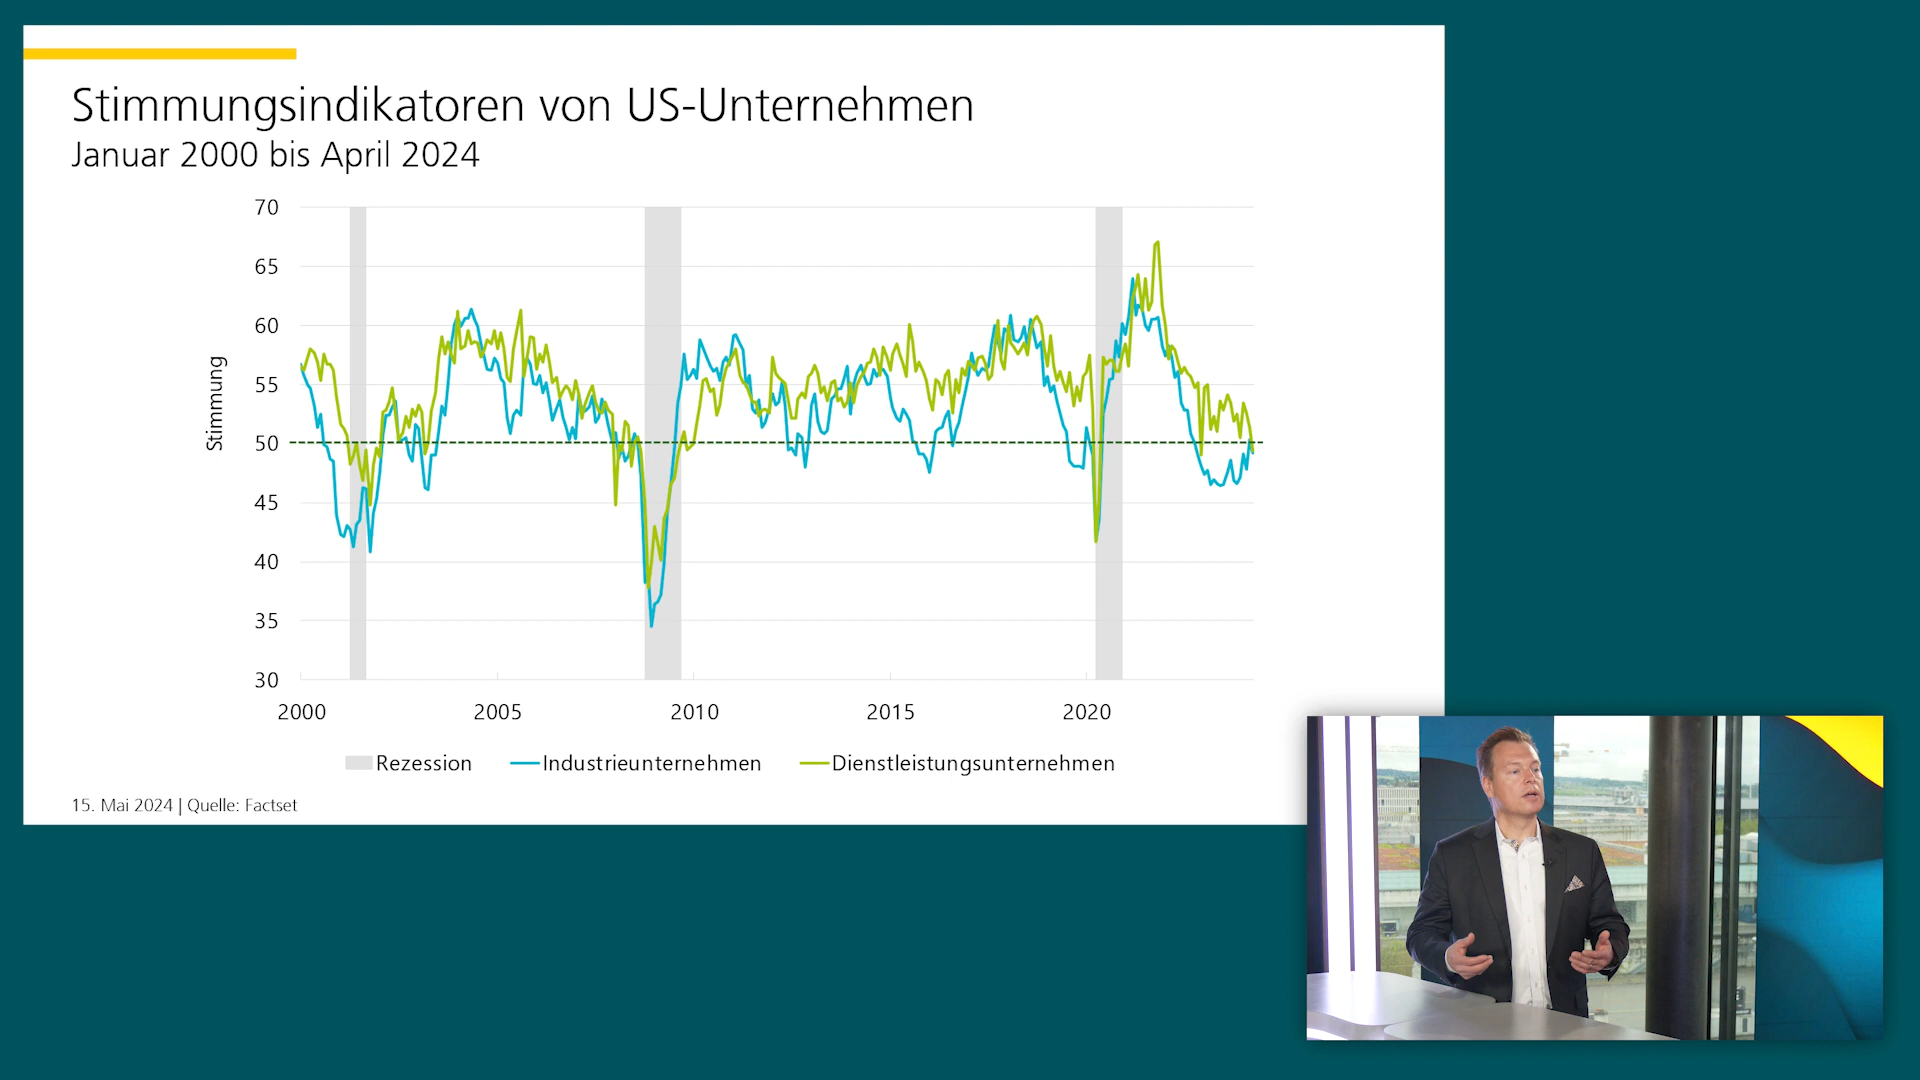 Stimmungsindikatoren von US-Unternehmen
Januar 2000 bis April 2024
70
65
60
55
50
45
40
35
30
Stimmung
2000 2005 2010 2015 2020
Rezession Industrieunternehmen Dienstleistungsunternehmen
15. Mai 2024 | Quelle: Factset